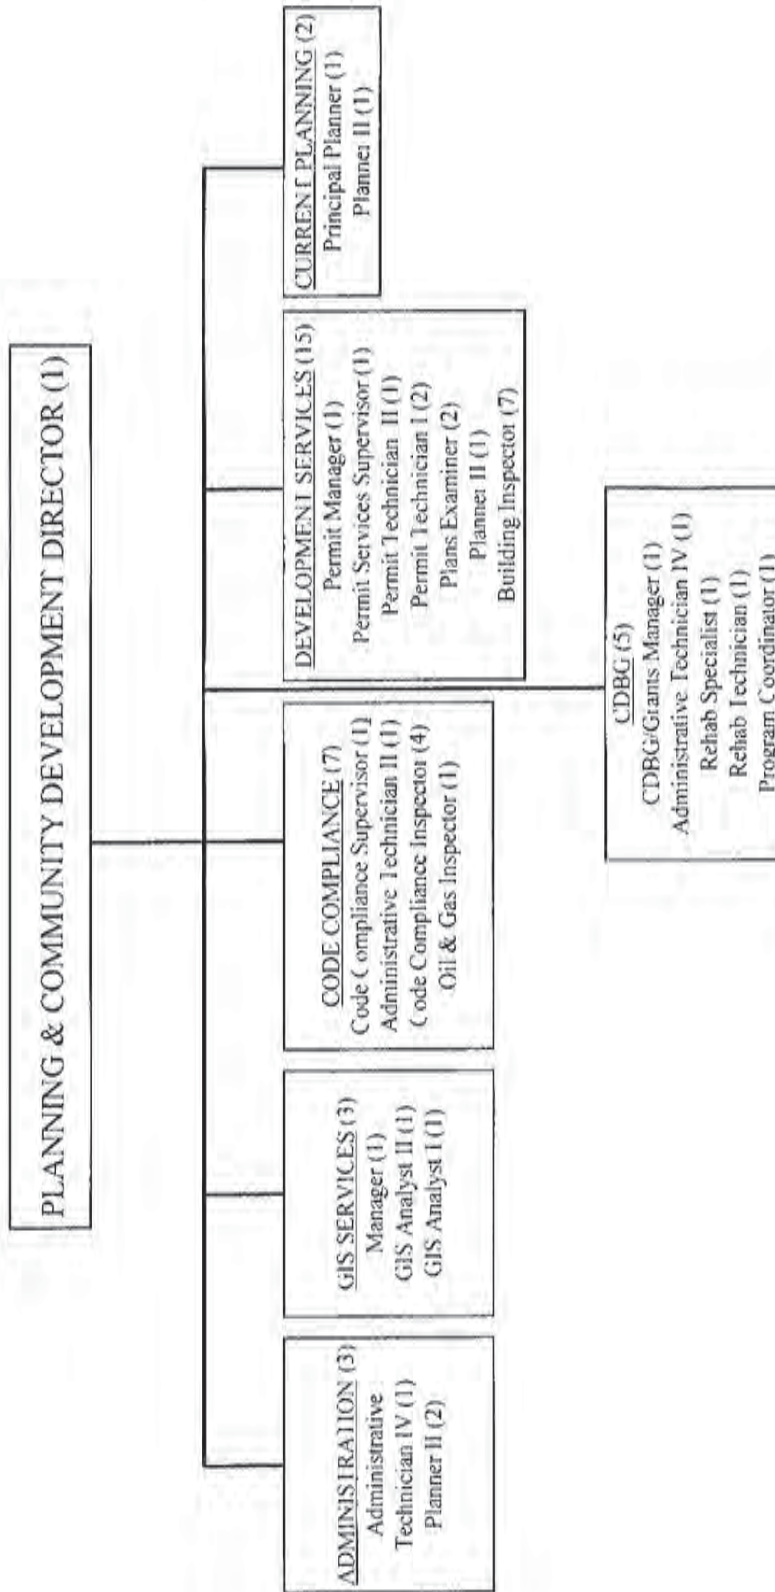 PLANNING & COMMUNITY DEVELOPMENT DIRECTOR (1)
ADMINISTRATION (3)
Administrative
Technician IV (1)
Planner II (2)
GIS SERVICES (3)
Manager (1)
GIS Analyst II (1)
GIS Analyst I (1)
CODE COMPLIANCE (7)
Code Compliance Supervisor (1)
Administrative Technician II (1)
Code Compliance Inspector (4)
Oil & Gas Inspector (1)
DEVELOPMENT SERVICES (15)
Permit Manager (1)
Permit Services Supervisor (1)
Permit Technician II (1)
Permit Technician I (2)
Plans Examiner (2)
Planner II (1)
Building Inspector (7)
CURRENT PLANNING (2)
Principal Planner (1)
Planner II (1)
CDBG (5)
CDBG/Grants Manager (1)
Administrative Technician IV (1)
Rehab Specialist (1)
Rehab Technician (1)
Program Coordinator (1)